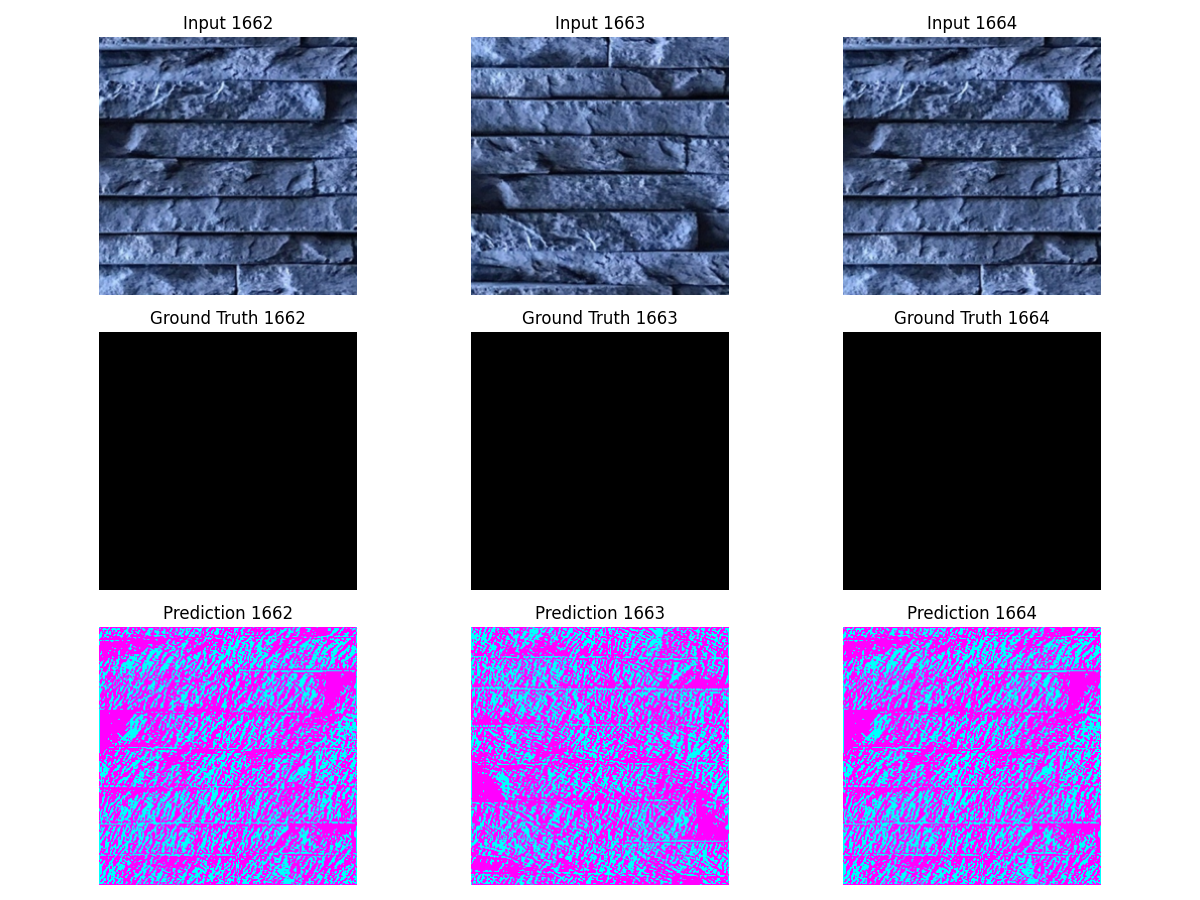 Input 1662
Input 1663
Input 1664
Ground Truth 1662
Ground Truth 1663
Ground Truth 1664
Prediction 1662
Prediction 1663
Prediction 1664